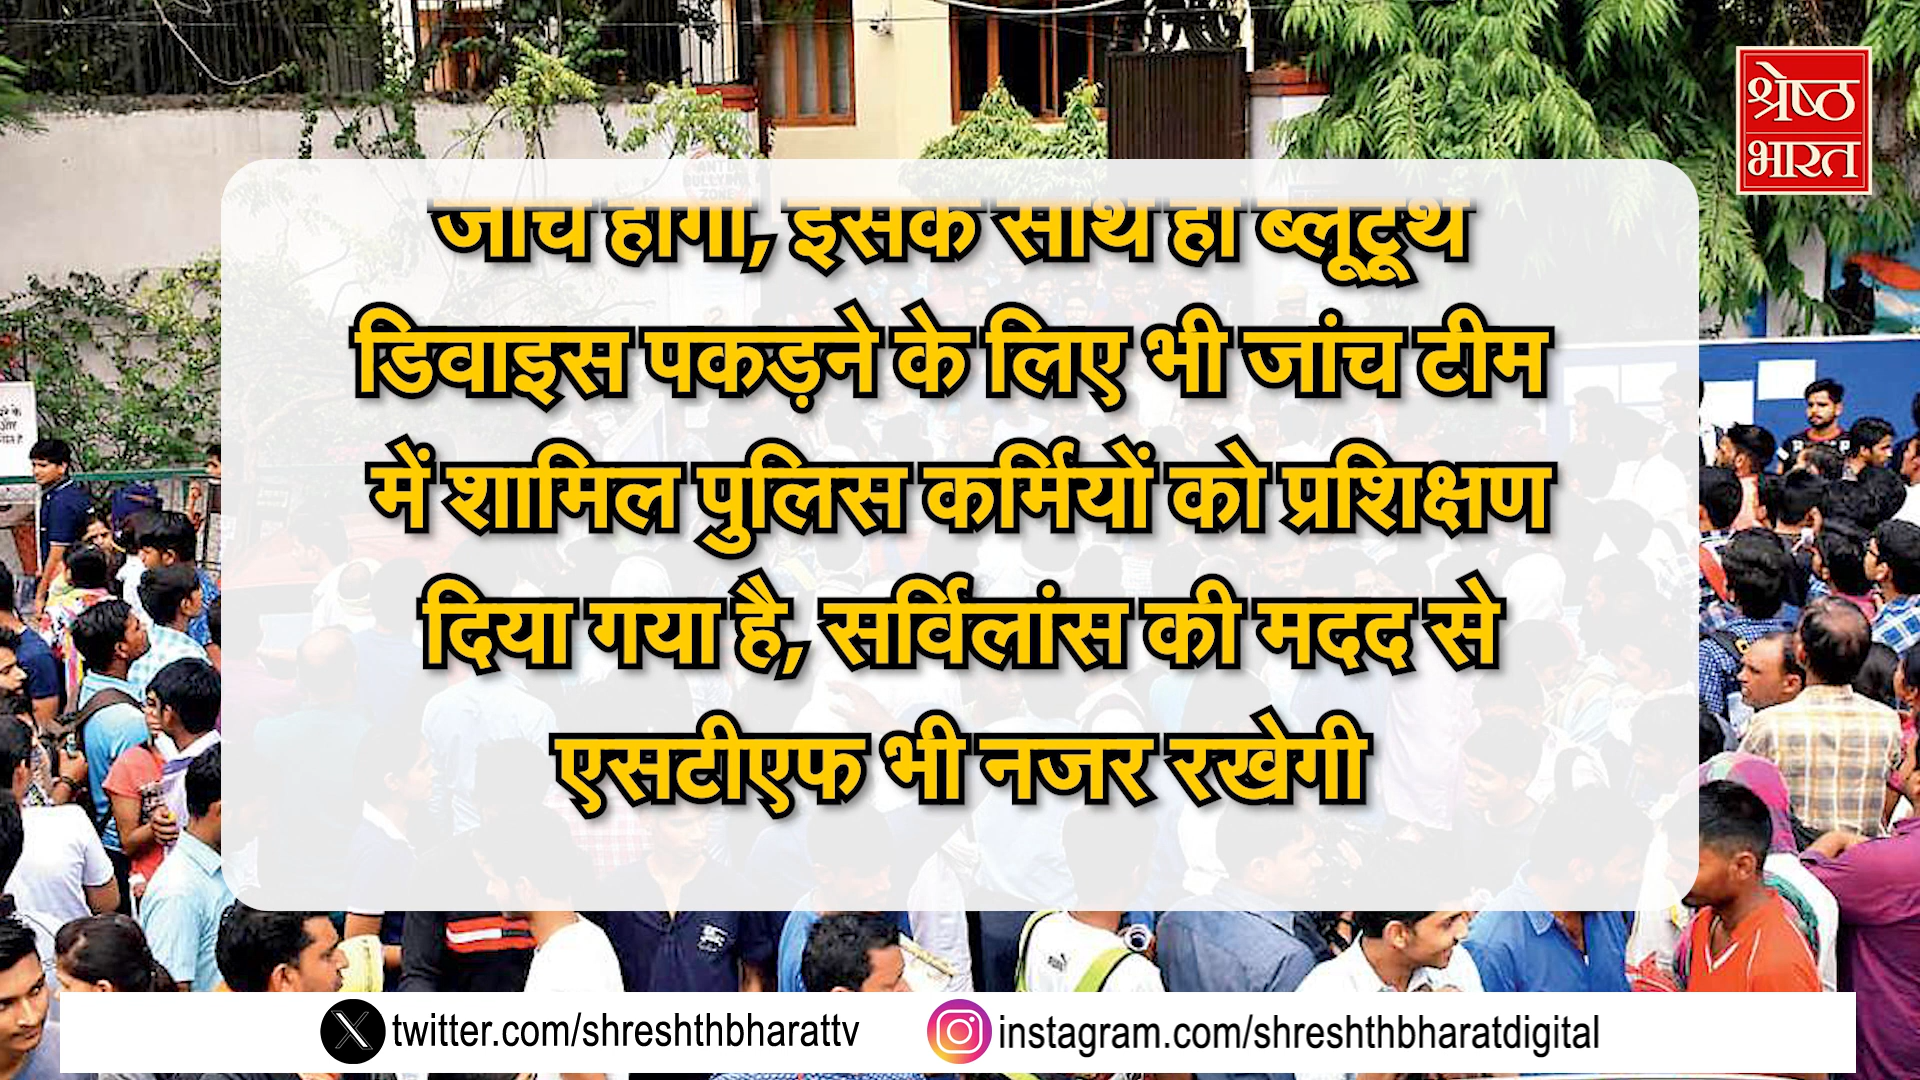 श्रेष्ठ
भारत
जांच होगी, इसके साथ ही ब्लूटूथ
डिवाइस पकड़ने के लिए भी जांच टीम
में शामिल पुलिस कर्मियों को प्रशिक्षण
दिया गया है, सर्विलांस की मदद से
एसटीएफ भी नजर रखेगी
twitter.com/shreshthbharattv
instagram.com/shreshthbharatdigital